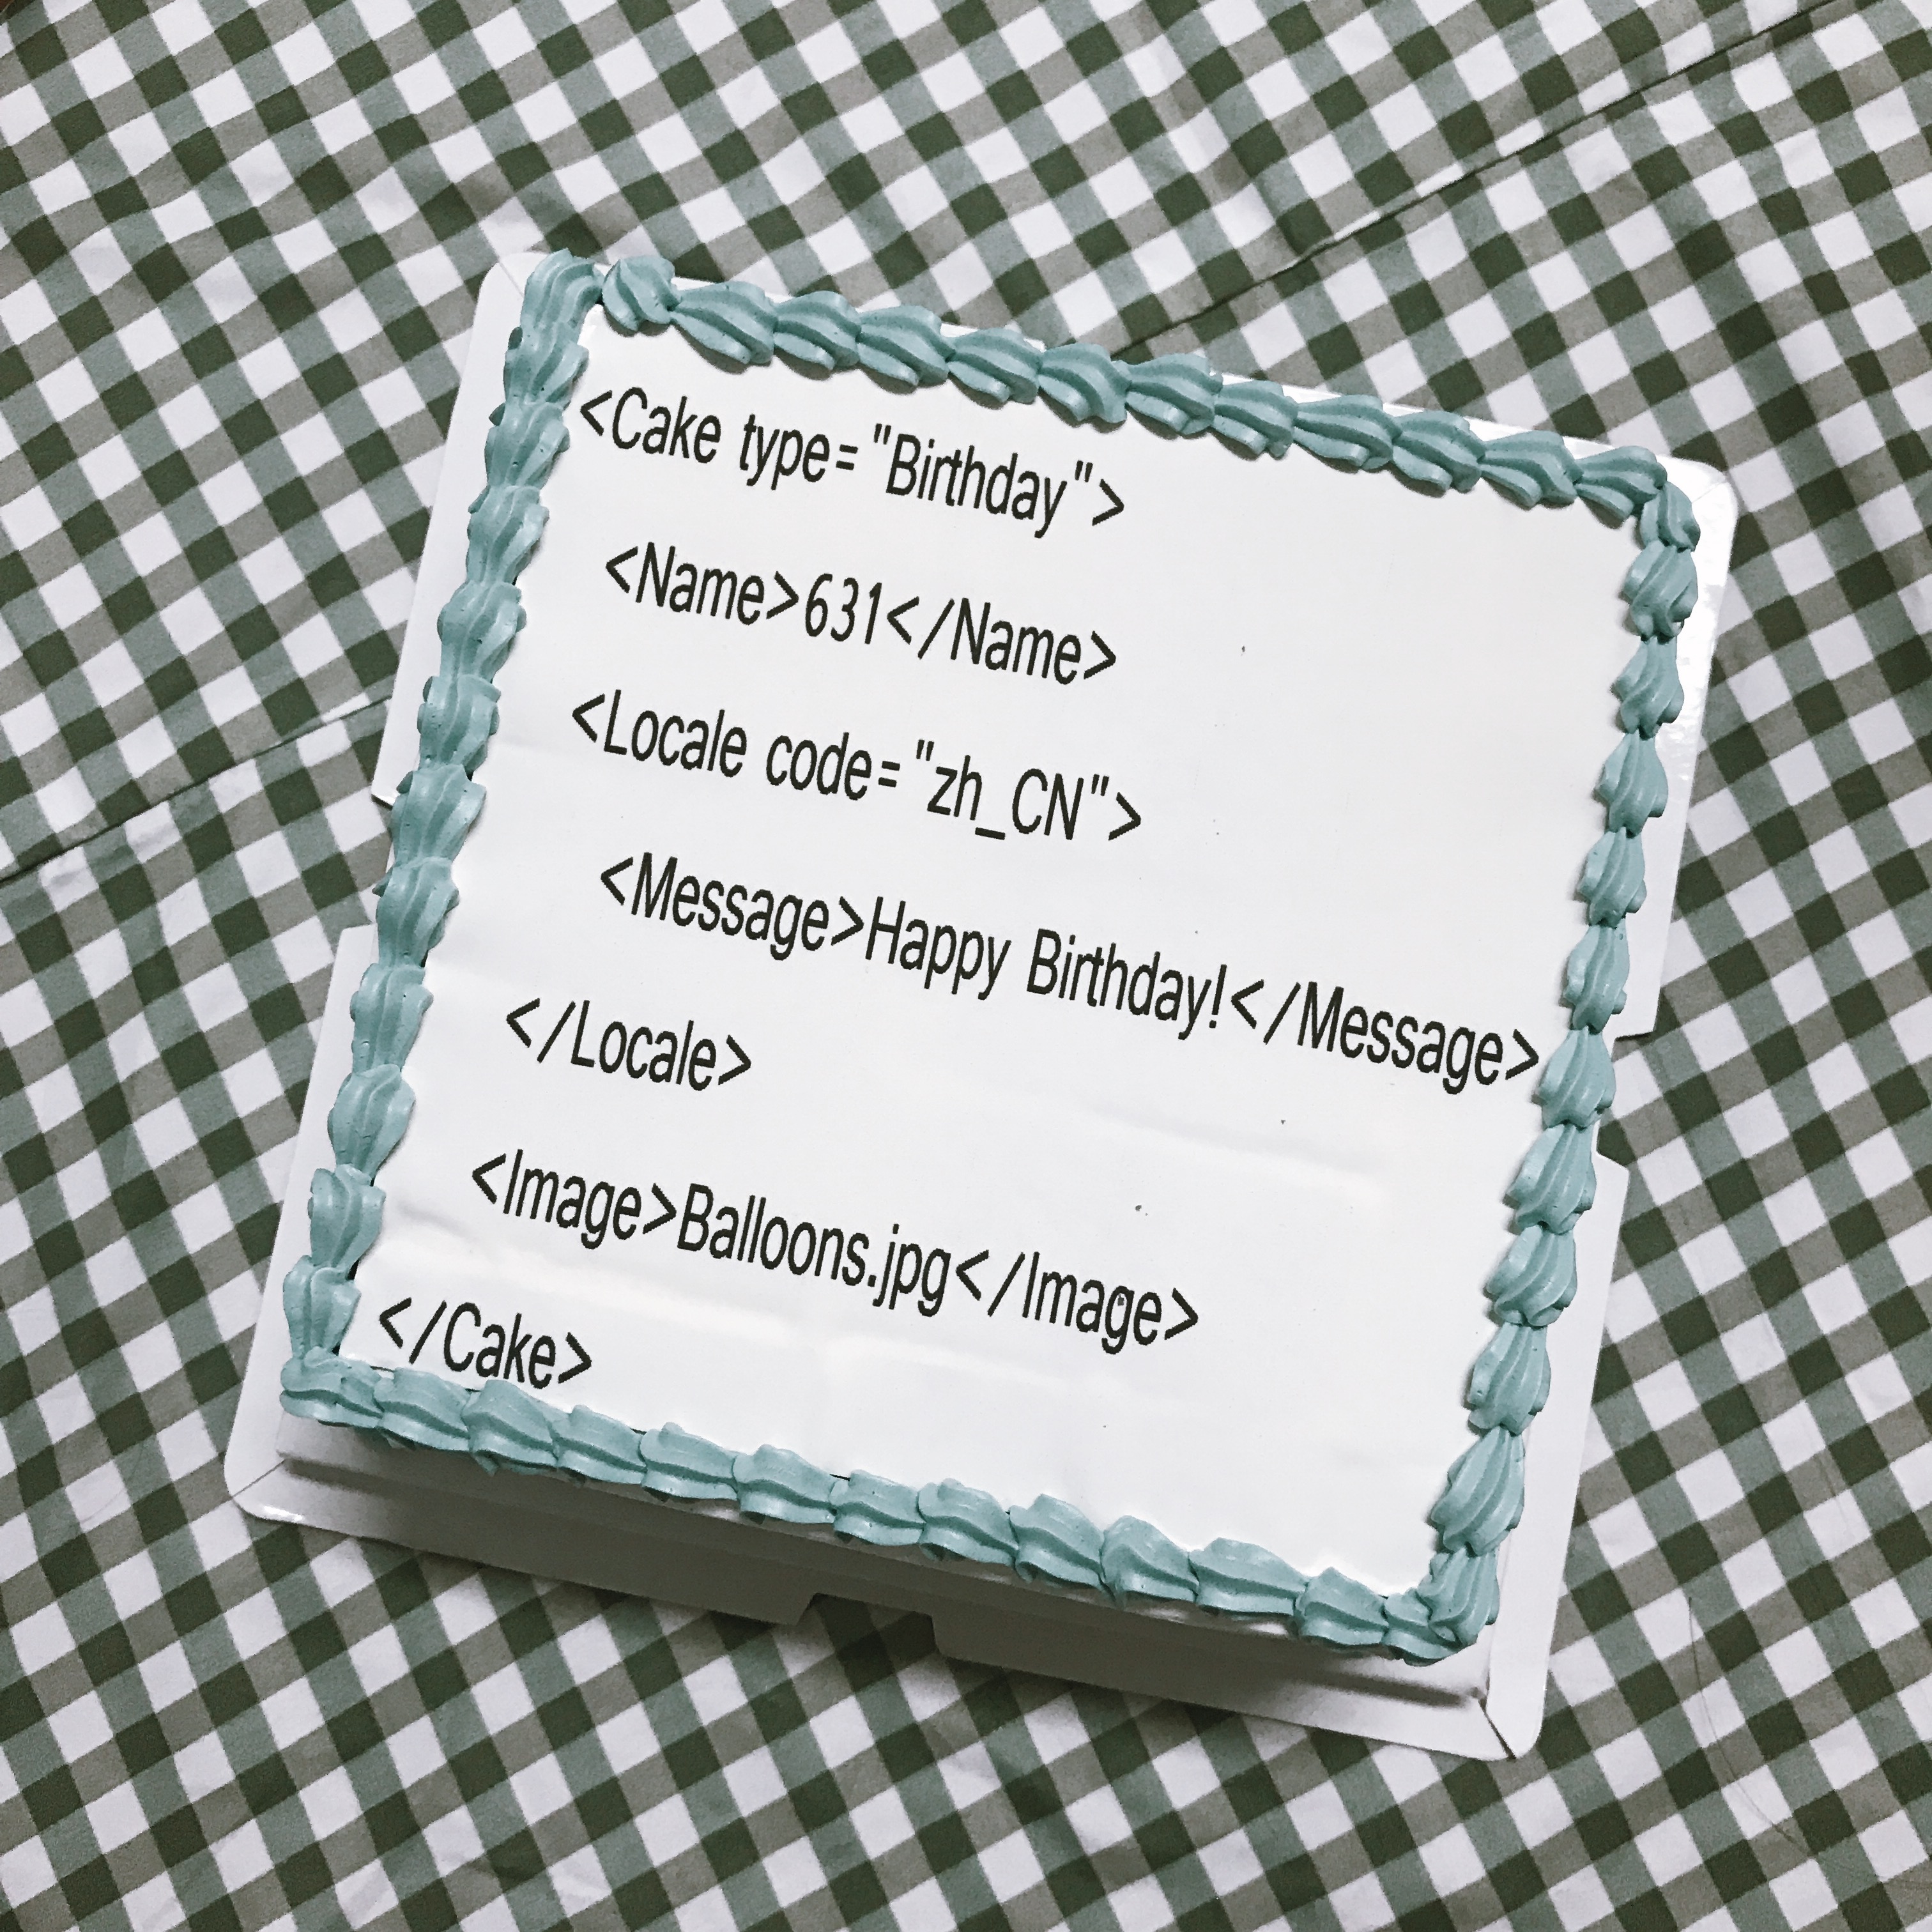 <Cake type="Birthday">
<Name>631</Name>
<Locale code="zh_CN">
<Message>Happy Birthday!</Message>
</Locale>
<Image>Balloons.jpg</Image>
</Cake>